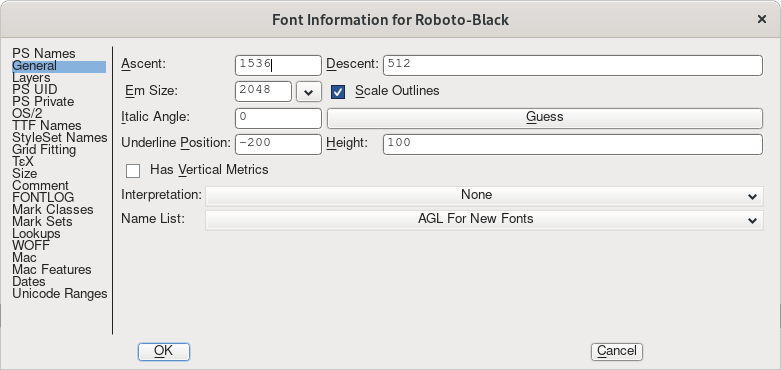 Font Information for Roboto-Black
PS Names
General
Layers
PS UID
PS Private
OS/2
TTF Names
StyleSet Names
Grid Fitting
ΤεΧ
Size
Comment
FONTLOG
Mark Classes
Mark Sets
Lookups
WOFF
Mac
Mac Features
Dates
Unicode Ranges
Ascent: 1536 Descent: 512
Em Size: 2048 Scale Outlines
Italic Angle: 0 Guess
Underline Position: -200 Height: 100
Has Vertical Metrics
Interpretation: None
Name List: AGL For New Fonts
OK Cancel